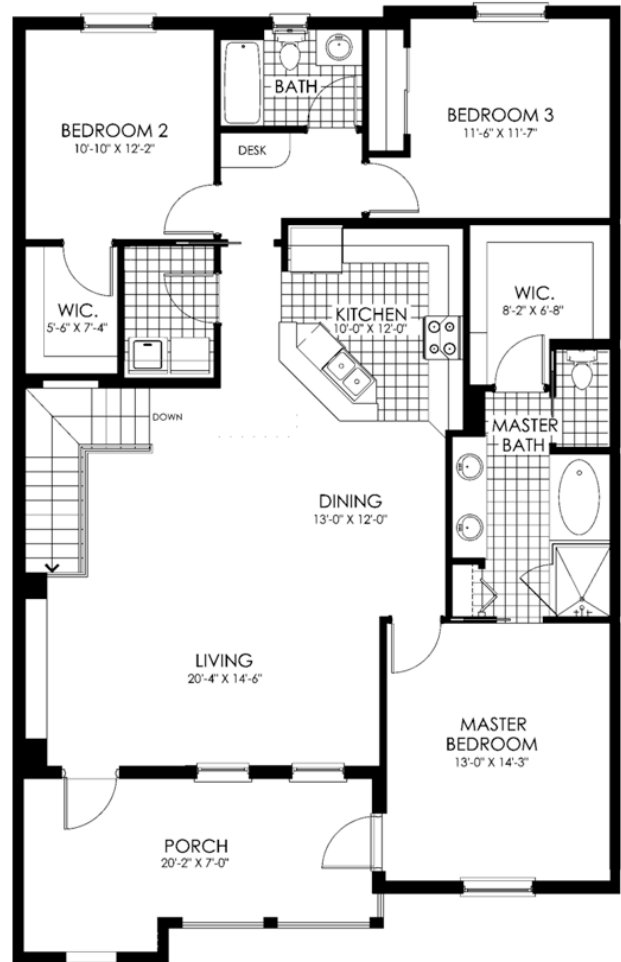 BATH
BEDROOM 2
10'-10" X 12'-2"
BEDROOM 3
11'-6" X 11'-7"
DESK
WIC.
5'-6" X 7'-4"
KITCHEN
10'-0" X 12'-0"
WIC.
8'-2" X 6'-8"
DOWN
MASTER
BATH
DINING
13'-0" X 12'-0"
LIVING
20'-4" X 14'-6"
MASTER
BEDROOM
13'-0" X 14'-3"
PORCH
20'-2" X 7'-0"